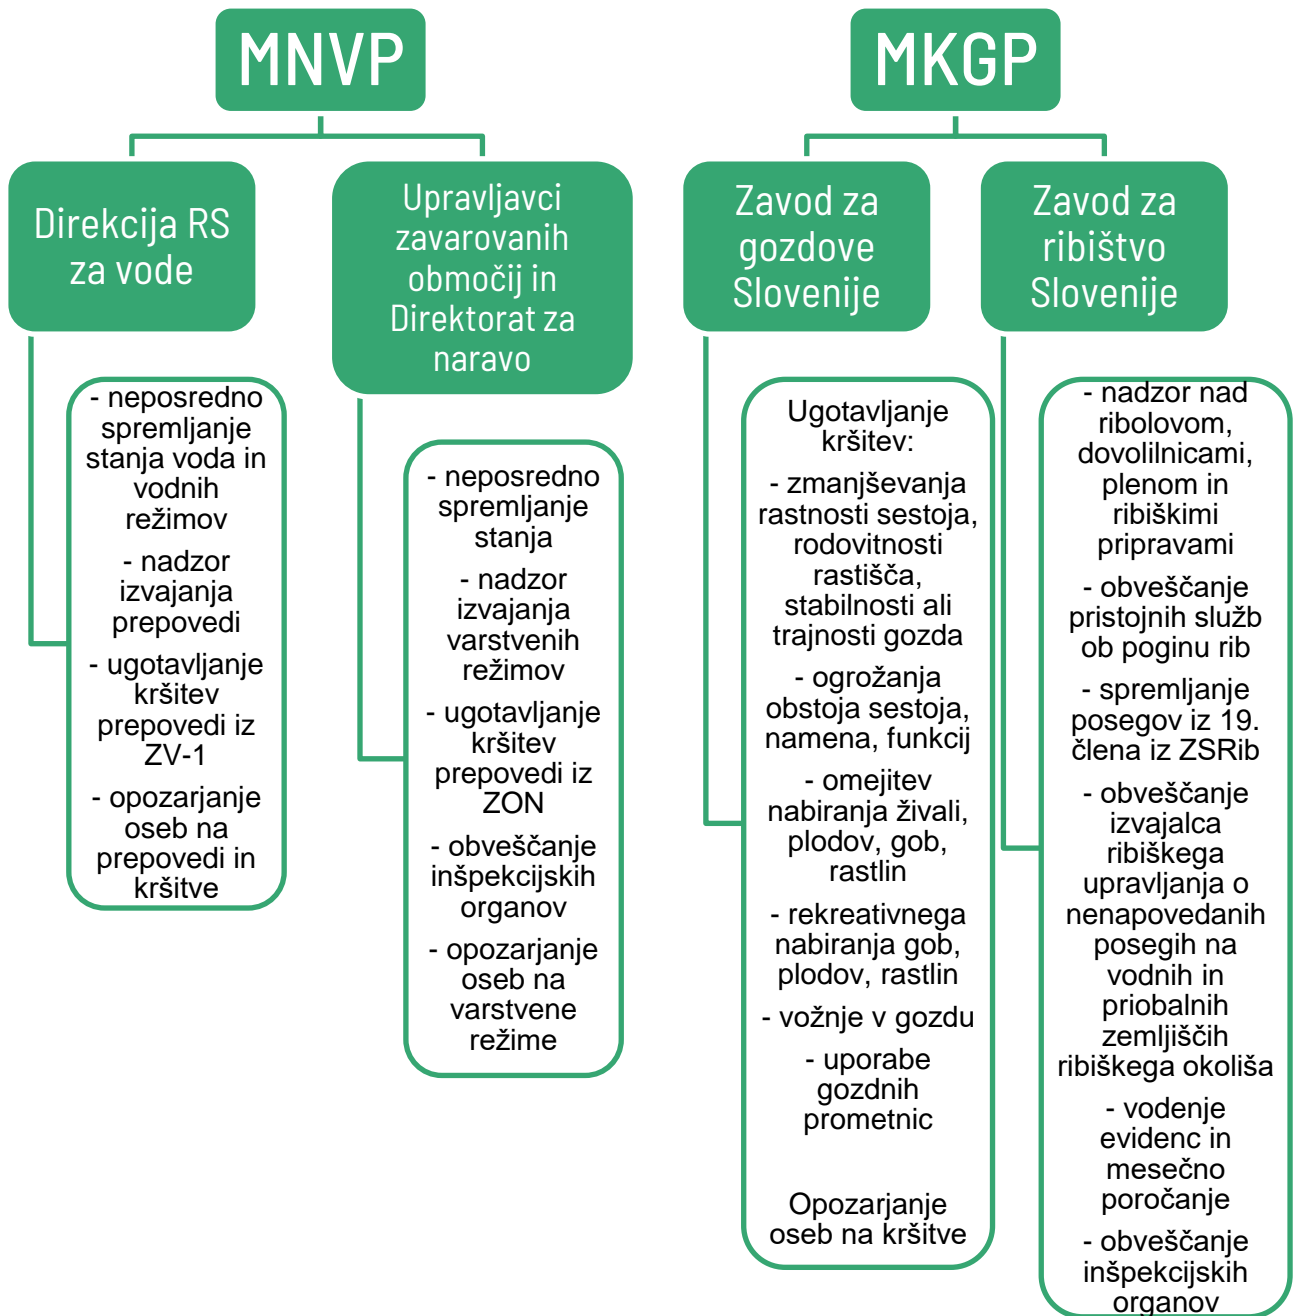 MNVP
Direkcija RS
za vode
- neposredno
spremljanje
stanja voda in
vodnih
režimov
- nadzor
izvajanja
prepovedi
- ugotavljanje
kršitev
prepovedi iz
ZV-1
- opozarjanje
oseb na
prepovedi in
kršitve
Upravljavci
zavarovanih
območij in
Direktorat za
naravo
- neposredno
spremljanje
stanja
- nadzor
izvajanja
varstvenih
režimov
- ugotavljanje
kršitev
prepovedi iz
ZON
- obveščanje
inšpekcijskih
organov
- opozarjanje
oseb na
varstvene
režime
MKGP
Zavod za
gozdove
Slovenije
Ugotavljanje
kršitev:
- zmanjševanja
rastnosti sestoja,
rodovitnosti
rastišča,
stabilnosti ali
trajnosti gozda
- ogrožanja
obstoja sestoja,
namena, funkcij
- omejitev
nabiranja živali,
plodov, gob,
rastlin
- rekreativnega
nabiranja gob,
plodov, rastlin
- vožnje v gozdu
- uporabe
gozdnih
prometnic
Opozarjanje
oseb na kršitve
Zavod za
ribištvo
Slovenije
- nadzor nad
ribolovom,
dovolilnicami,
plenom in
ribiškimi
pripravami
- obveščanje
pristojnih služb
ob poginu rib
- spremljanje
posegov iz 19.
člena iz ZSRib
- obveščanje
izvajalca
ribiškega
upravljanja o
nenapovedanih
posegih na
vodnih in
priobalnih
zemljiščih
ribiškega okoliša
- vodenje
evidenc in
mesečno
poročanje
- obveščanje
inšpekcijskih
organov